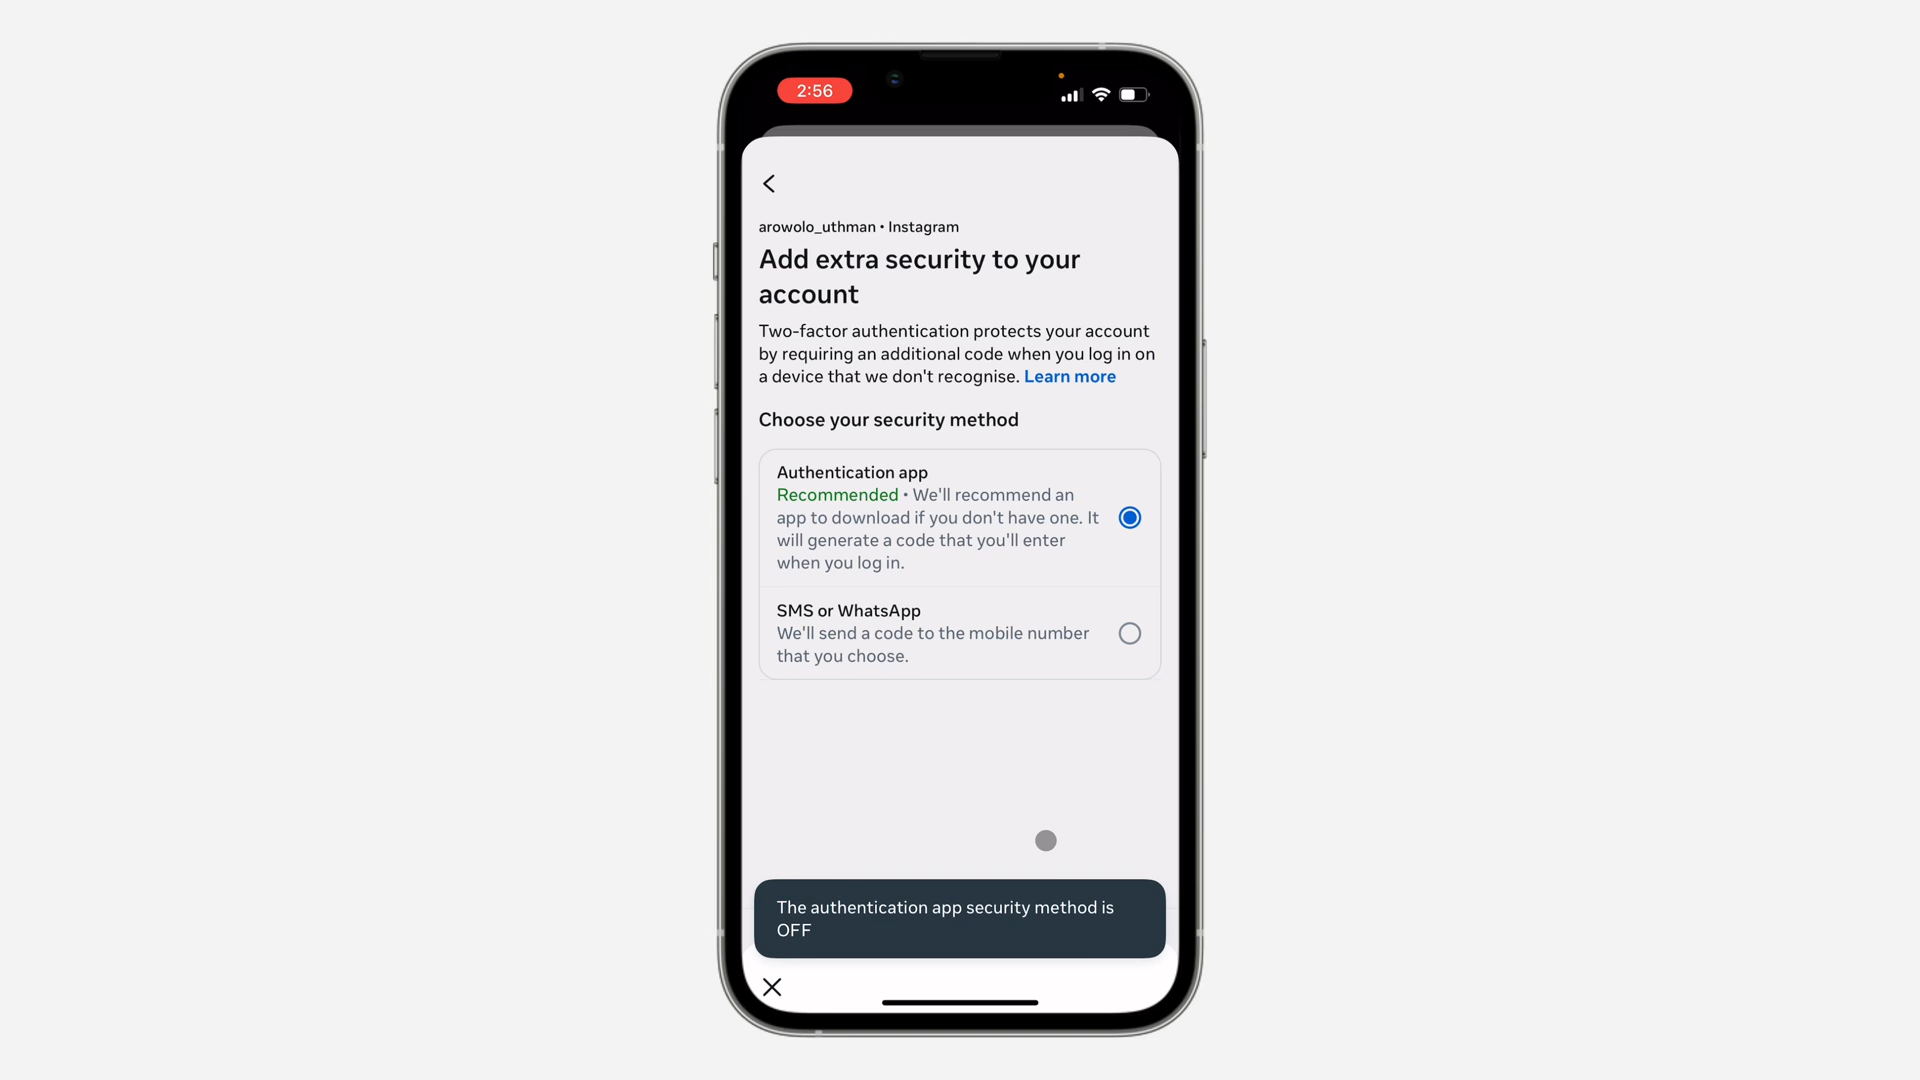 2:56
arowolo_uthman • Instagram
Add extra security to your
account
Two-factor authentication protects your account
by requiring an additional code when you log in on
a device that we don't recognise. Learn more
Choose your security method
Authentication app
Recommended • We'll recommend an
app to download if you don't have one. It
will generate a code that you'll enter
when you log in.
SMS or WhatsApp
We'll send a code to the mobile number
that you choose.
The authentication app security method is
OFF